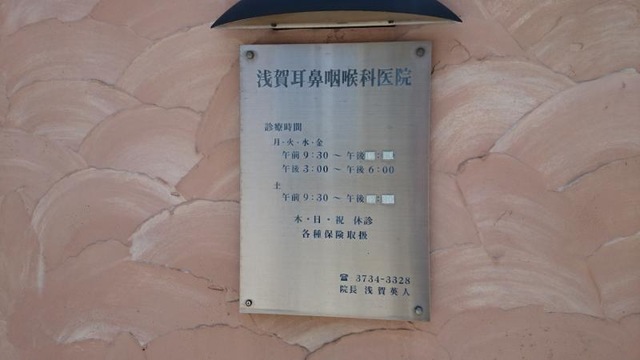 浅賀耳鼻咽喉科医院
診療時間
月・火・水・金
午前 9:30 ～ 午後 :
午後 3:00 ～ 午後 6:00
土
午前 9:30 ～ 午後 :
木・日・祝 休診
各種保険取扱
☎ 3734-3328
院長 浅賀英人